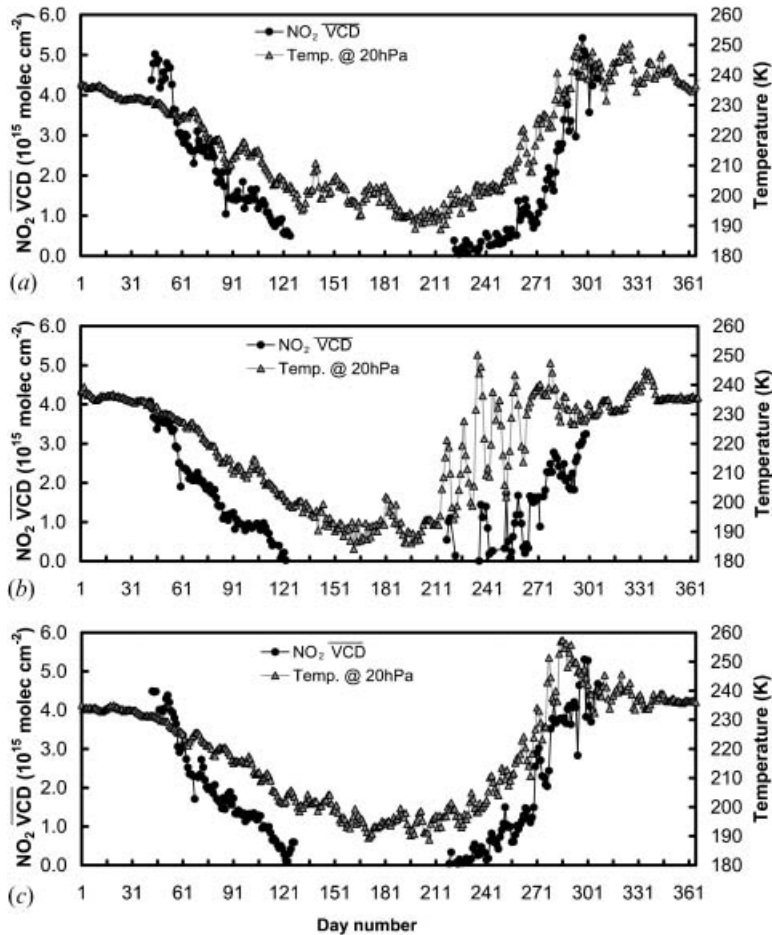 6.0 5.0 4.0 3.0 2.0 1.0 0.0
NO₂ VCD (10¹⁵ molec cm⁻²)
NO₂ VCD
Temp. @ 20hPa
260 250 240 230 220 210 200 190 180
Temperature (K)
(a) 1 31 61 91 121 151 181 211 241 271 301 331 361
6.0 5.0 4.0 3.0 2.0 1.0 0.0
NO₂ VCD (10¹⁵ molec cm⁻²)
NO₂ VCD
Temp. @ 20hPa
260 250 240 230 220 210 200 190 180
Temperature (K)
(b) 1 31 61 91 121 151 181 211 241 271 301 331 361
6.0 5.0 4.0 3.0 2.0 1.0 0.0
NO₂ VCD (10¹⁵ molec cm⁻²)
NO₂ VCD
Temp. @ 20hPa
260 250 240 230 220 210 200 190 180
Temperature (K)
(c) 1 31 61 91 121 151 181 211 241 271 301 331 361
Day number